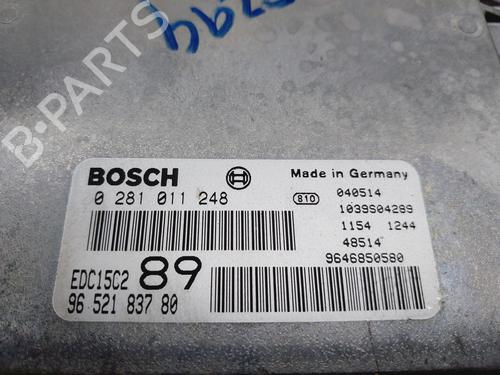 B-PARTS
BOSCH
Made in Germany
0 281 011 248
810
040514
1039S04289
1154 1244
48514
9646850580
EDC15C2 89
96 521 837 80